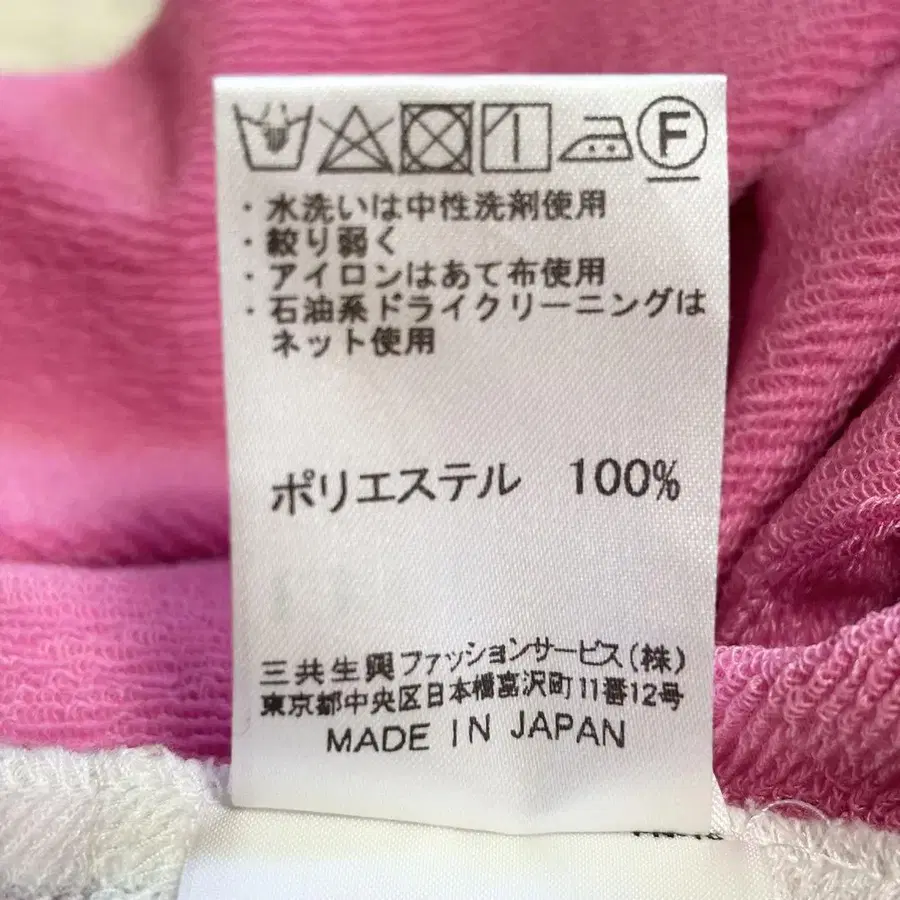 F
・水洗いは中性洗剤使用
・絞り弱く
・アイロンはあて布使用
・石油系ドライクリーニングは
ネット使用
ポリエステル 100%
三共生興ファッションサービス(株)
東京都中央区日本橋富沢町11番12号
MADE IN JAPAN